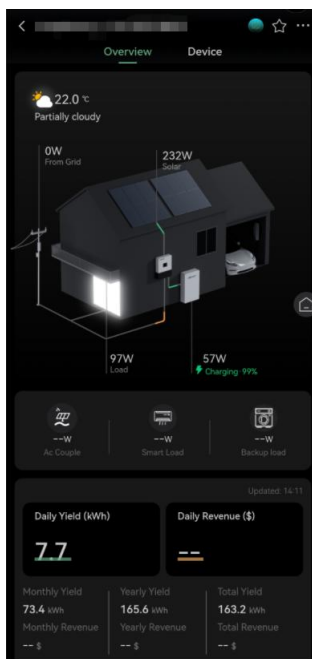 Overview Device
22.0 ℃
Partially cloudy
0W
From Grid
232W
Solar
97W
Load
57W
Charging·99%
--W --W --W
Ac Couple Smart Load Backup load
Updated: 14:11
Daily Yield (kWh) Daily Revenue ($)
7.7 --
Monthly Yield Yearly Yield Total Yield
73.4 kWh 165.6 kWh 163.2 kWh
Monthly Revenue Yearly Revenue Total Revenue
-- $ -- $ -- $